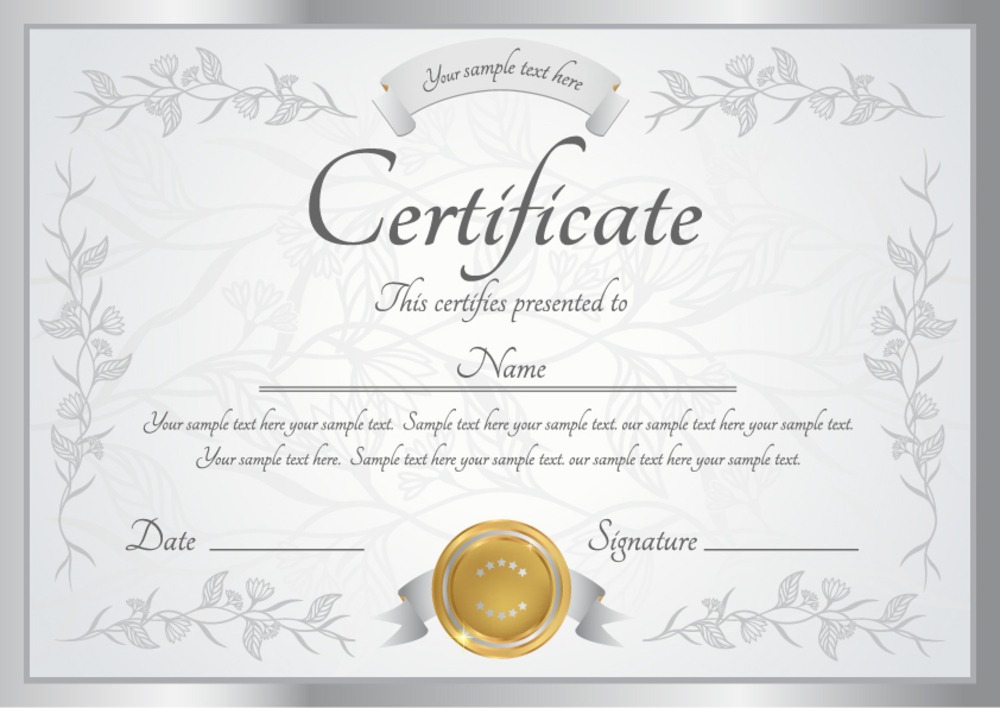 Your sample text here
Certificate
This certifies presented to
Name
Your sample text here your sample text. Sample text here your sample text. our sample text here your sample text.
Your sample text here. Sample text here your sample text. our sample text here your sample text.
Date
Signature